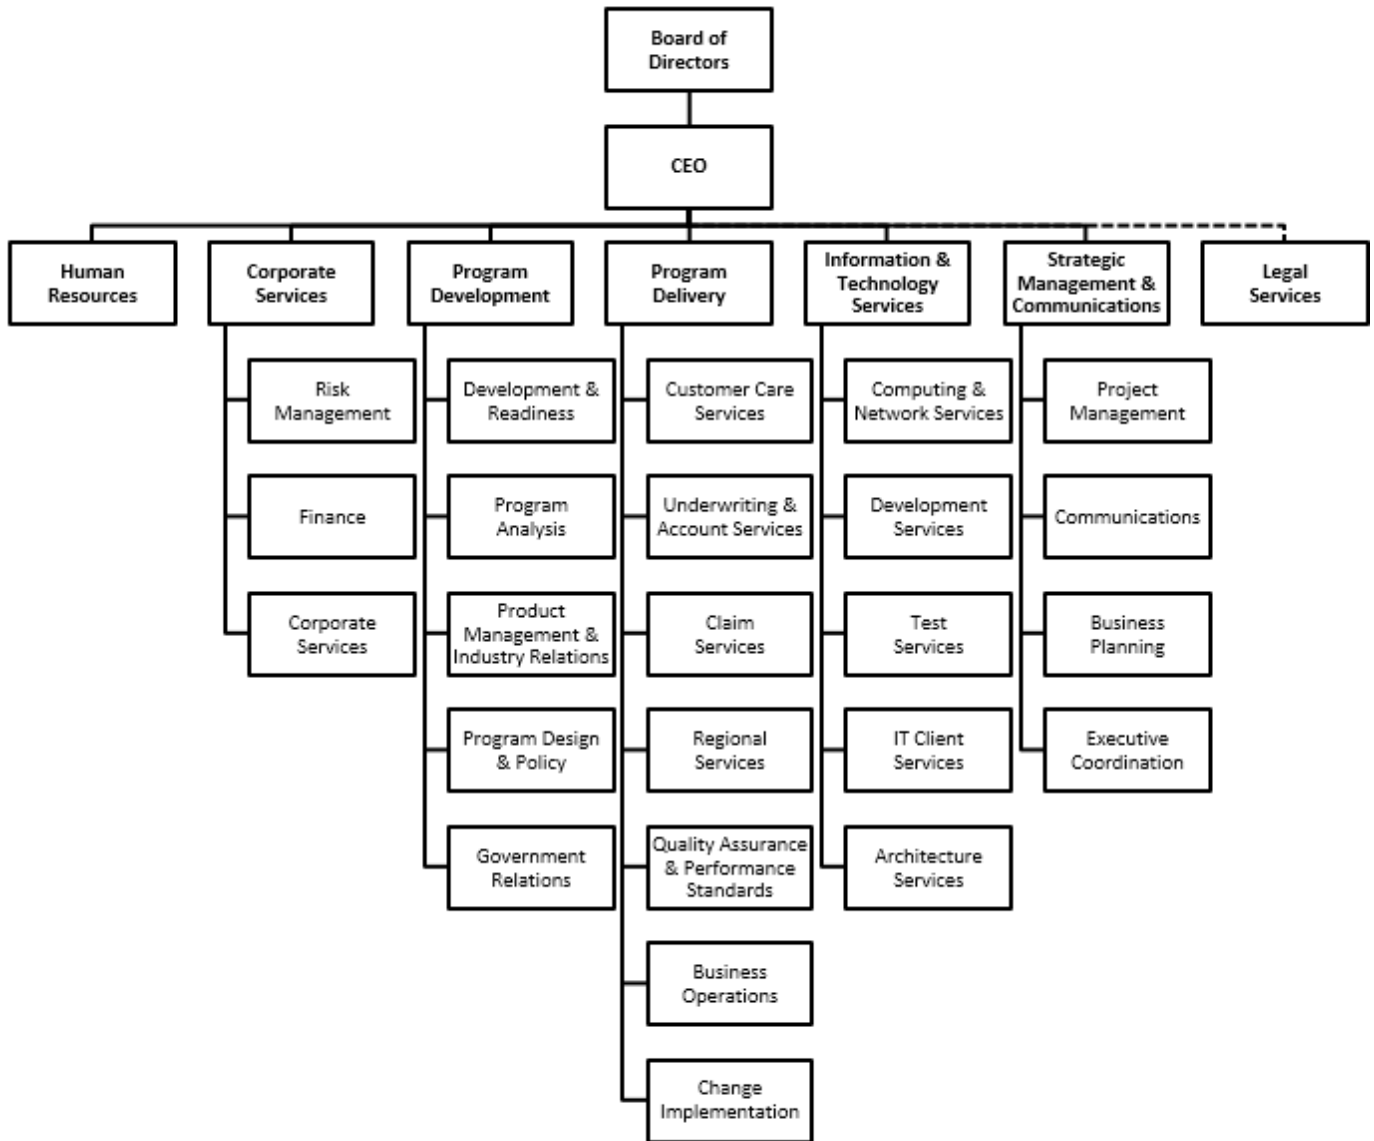 Board of
Directors
CEO
Human
Resources
Corporate
Services
Program
Development
Program
Delivery
Information &
Technology
Services
Strategic
Management &
Communications
Legal
Services
Risk
Management
Finance
Corporate
Services
Development &
Readiness
Program
Analysis
Product
Management &
Industry Relations
Program Design
& Policy
Government
Relations
Customer Care
Services
Underwriting &
Account Services
Claim
Services
Regional
Services
Quality Assurance
& Performance
Standards
Business
Operations
Change
Implementation
Computing &
Network Services
Development
Services
Test
Services
IT Client
Services
Architecture
Services
Project
Management
Communications
Business
Planning
Executive
Coordination